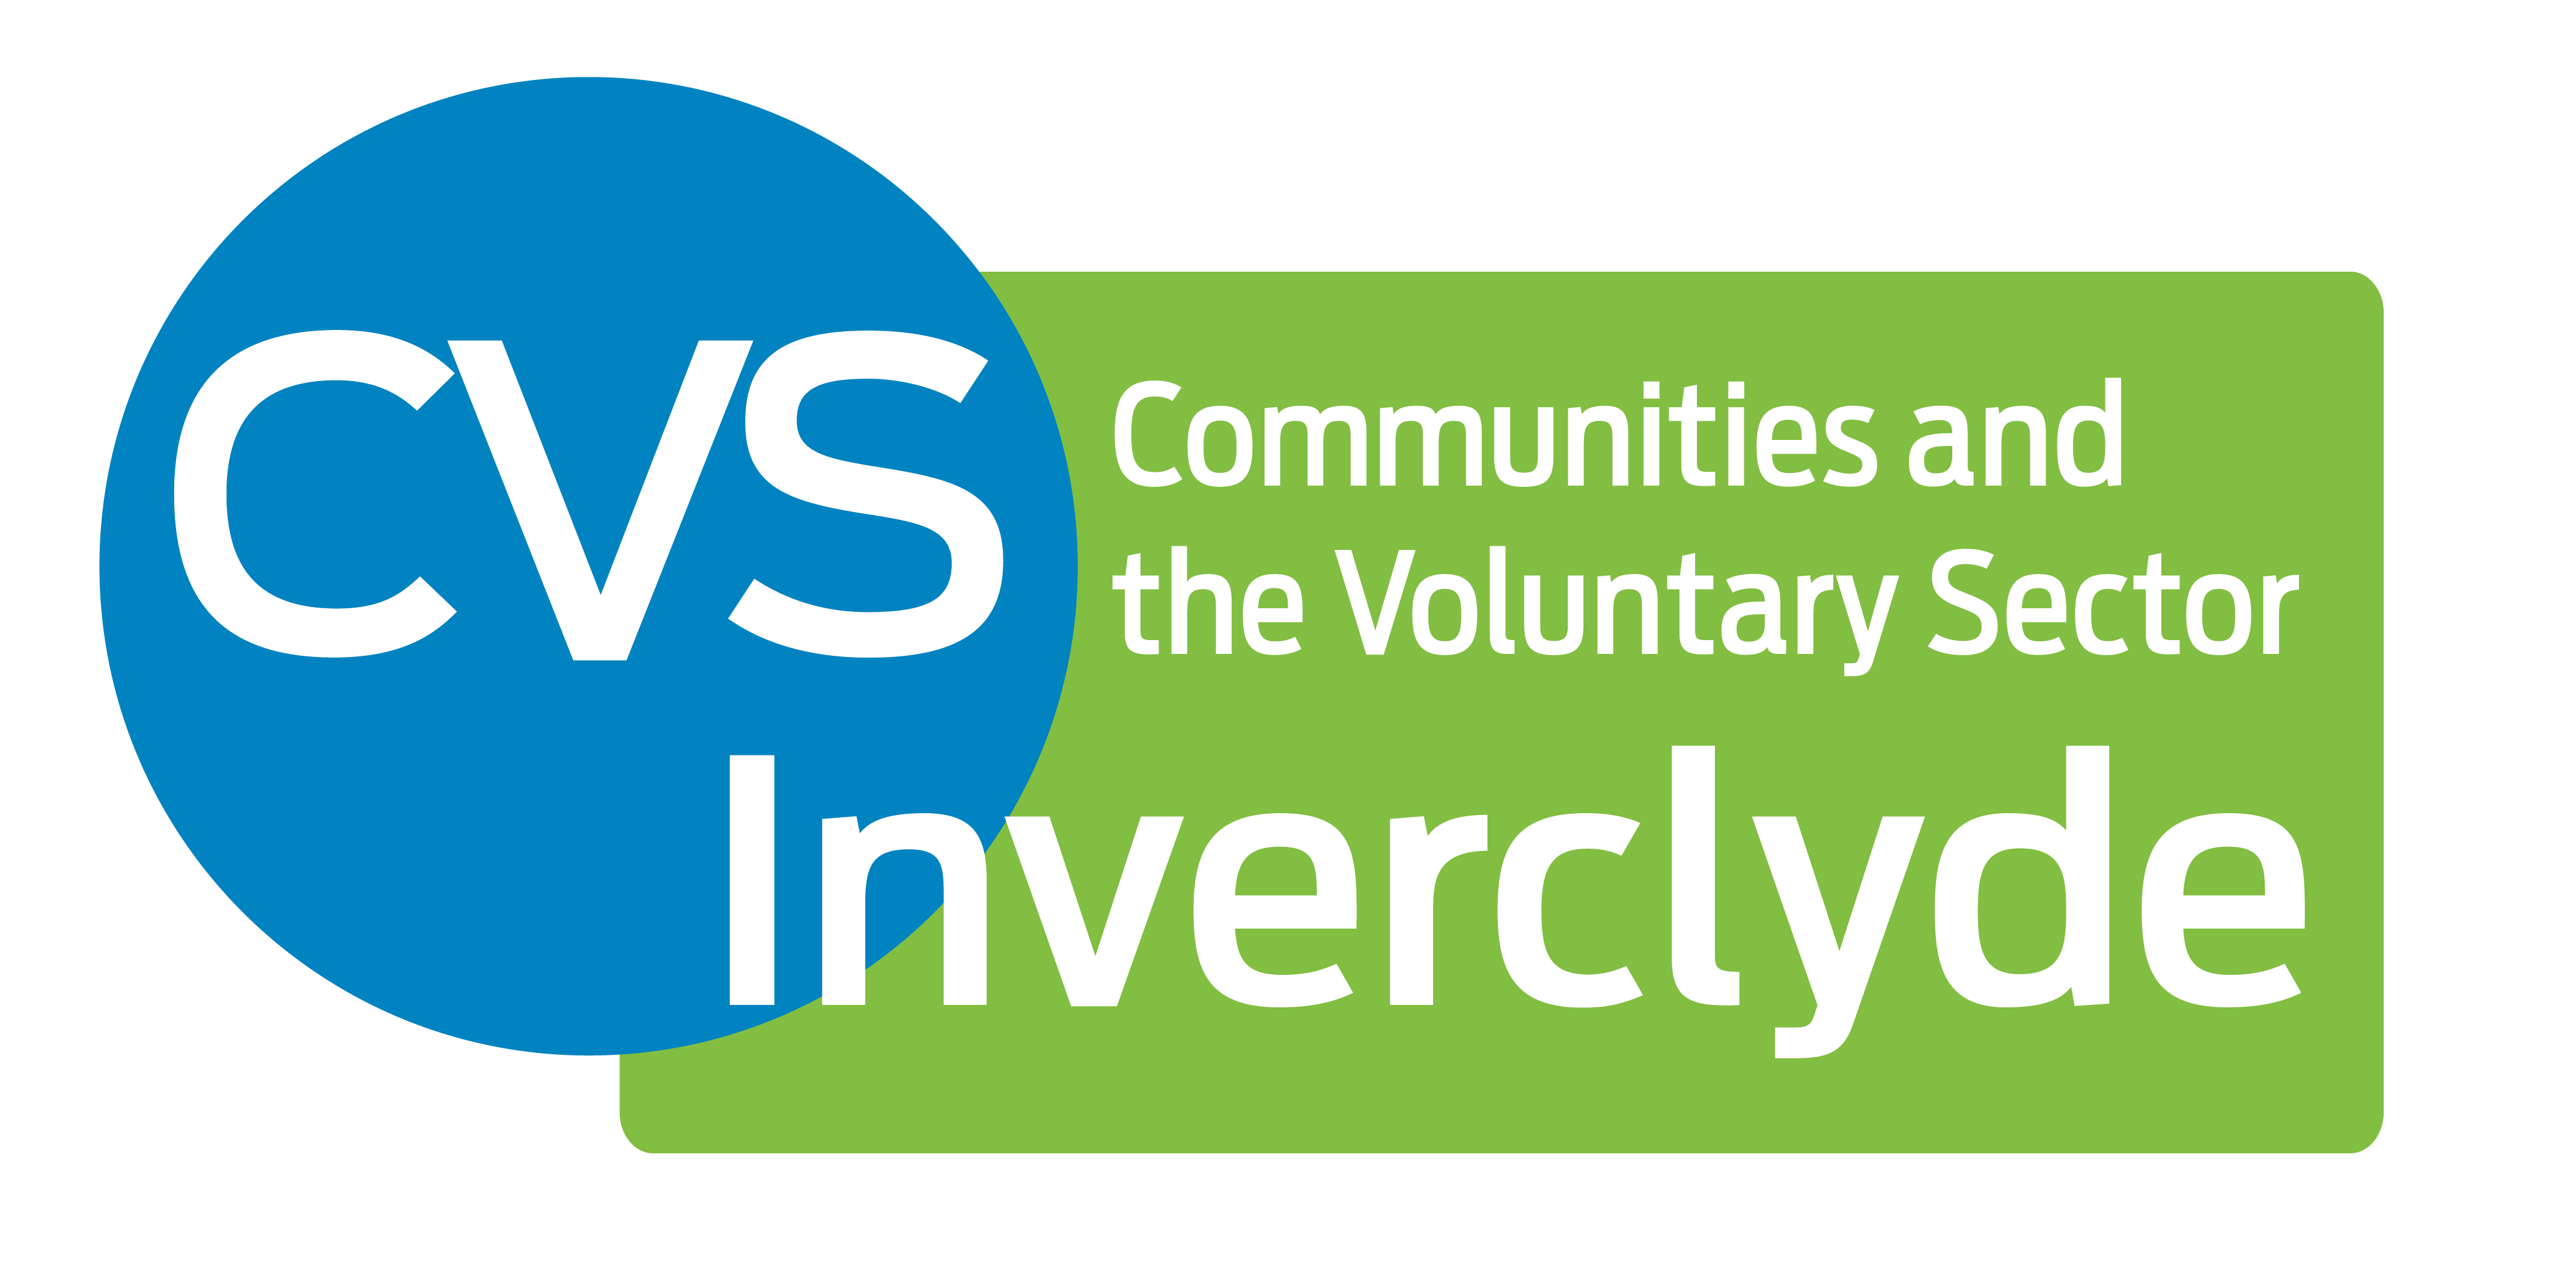 CVS
Communities and
the Voluntary Sector
Inverclyde